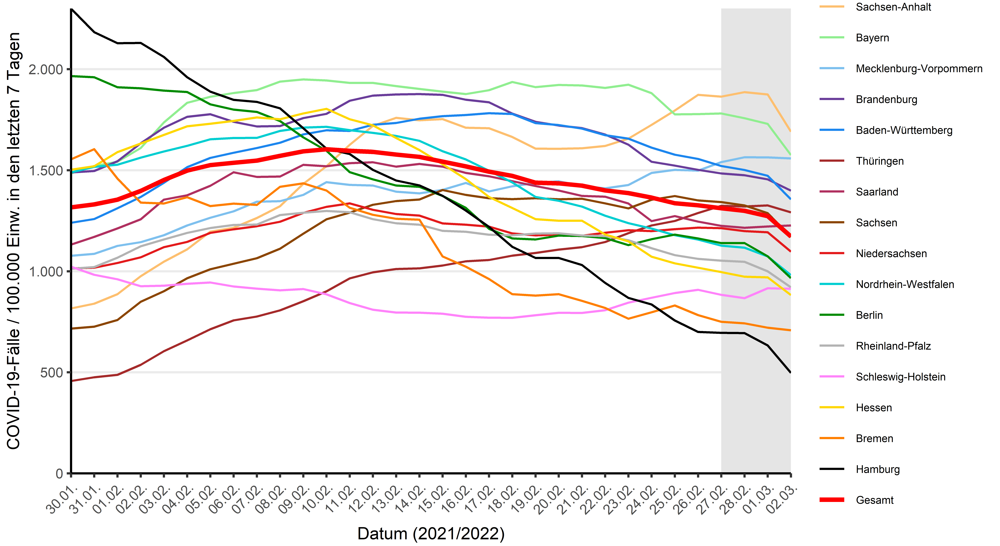 COVID-19-Fälle / 100.000 Einw. in den letzten 7 Tagen
2.000
1.500
1.000
500
0
30.01.
31.01.
01.02.
02.02.
03.02.
04.02.
05.02.
06.02.
07.02.
08.02.
09.02.
10.02.
11.02.
12.02.
13.02.
14.02.
15.02.
16.02.
17.02.
18.02.
19.02.
20.02.
21.02.
22.02.
23.02.
24.02.
25.02.
26.02.
27.02.
28.02.
01.03.
02.03.
Datum (2021/2022)
Sachsen-Anhalt
Bayern
Mecklenburg-Vorpommern
Brandenburg
Baden-Württemberg
Thüringen
Saarland
Sachsen
Niedersachsen
Nordrhein-Westfalen
Berlin
Rheinland-Pfalz
Schleswig-Holstein
Hessen
Bremen
Hamburg
Gesamt